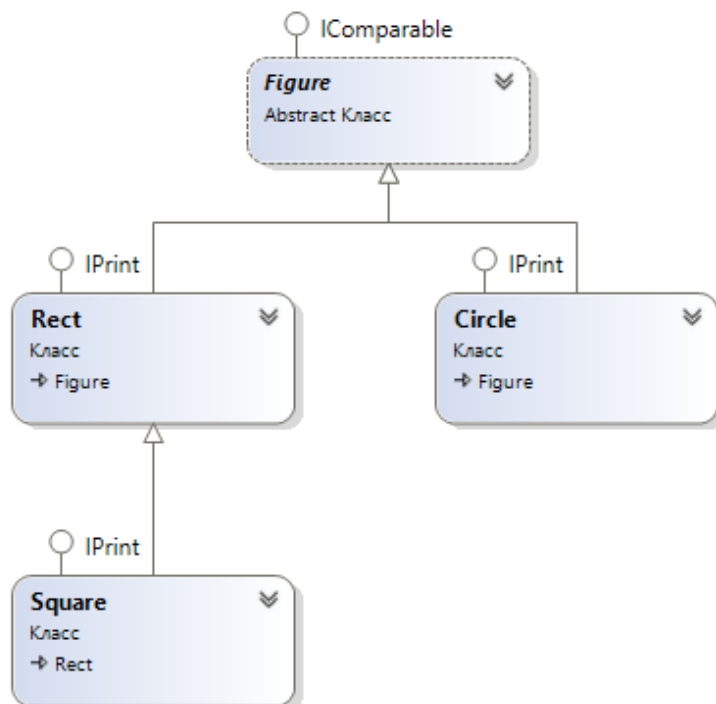 IComparable
Figure
Abstract Класс
IPrint
Rect
Класс
Figure
IPrint
Circle
Класс
Figure
IPrint
Square
Класс
Rect